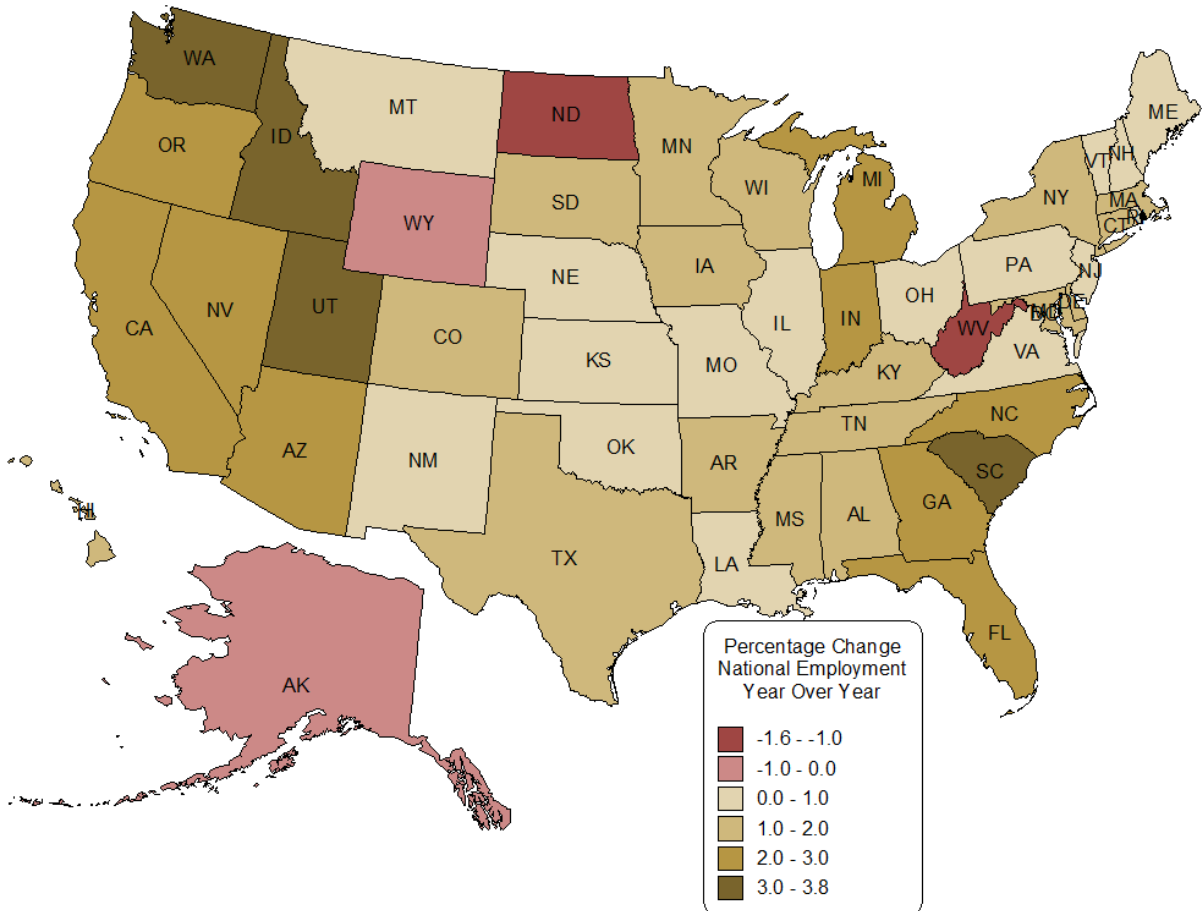 WA
MT
ND
ME
OR
ID
MN
VT
NH
WI
MI
SD
WY
NY
MA
CT
RI
IA
NE
PA
NJ
NV
UT
OH
IL
IN
CA
CO
WV
MD
DE
DC
VA
KS
MO
KY
NC
TN
AZ
NM
OK
AR
SC
GA
MS
AL
HI
TX
LA
FL
AK
Percentage Change
National Employment
Year Over Year
-1.6 - -1.0
-1.0 - 0.0
0.0 - 1.0
1.0 - 2.0
2.0 - 3.0
3.0 - 3.8